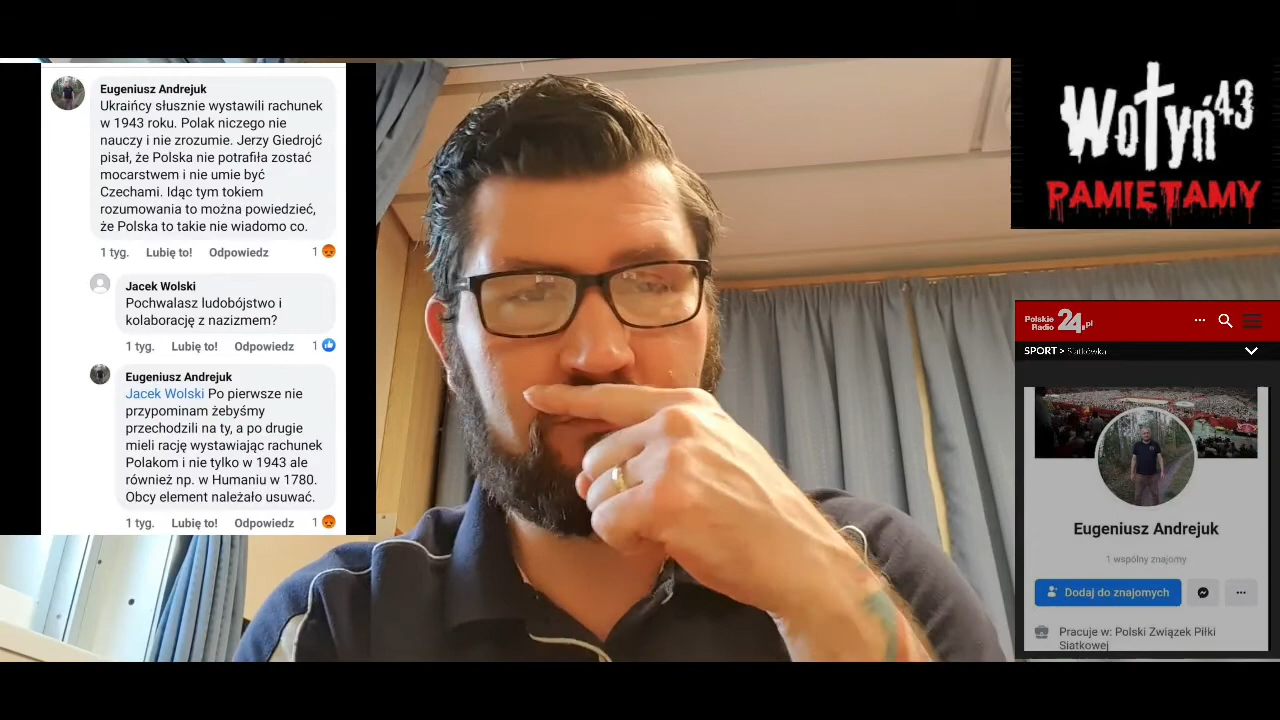 Eugeniusz Andrejuk
Ukraińcy słusznie wystawili rachunek
w 1943 roku. Polak niczego nie
nauczy i nie zrozumie. Jerzy Giedrojć
pisał, że Polska nie potrafiła zostać
mocarstwem i nie umie być
Czechami. Idąc tym tokiem
rozumowania to można powiedzieć,
że Polska to takie nie wiadomo co.
1 tyg. Lubię to! Odpowiedz 1
Jacek Wolski
Pochwalasz ludobójstwo i
kolaborację z nazizmem?
1 tyg. Lubię to! Odpowiedz 1
Eugeniusz Andrejuk
Jacek Wolski Po pierwsze nie
przypominam żebyśmy
przechodzili na ty, a po drugie
mieli rację wystawiając rachunek
Polakom i nie tylko w 1943 ale
również np. w Humaniu w 1780.
Obcy element należało usuwać.
1 tyg. Lubię to! Odpowiedz 1
Wołyń 43
PAMIĘTAMY
Polskie
Radio 24.pl
SPORT > Siatkówka
Eugeniusz Andrejuk
1 wspólny znajomy
Dodaj do znajomych
Pracuje w: Polski Związek Piłki
Siatkowej